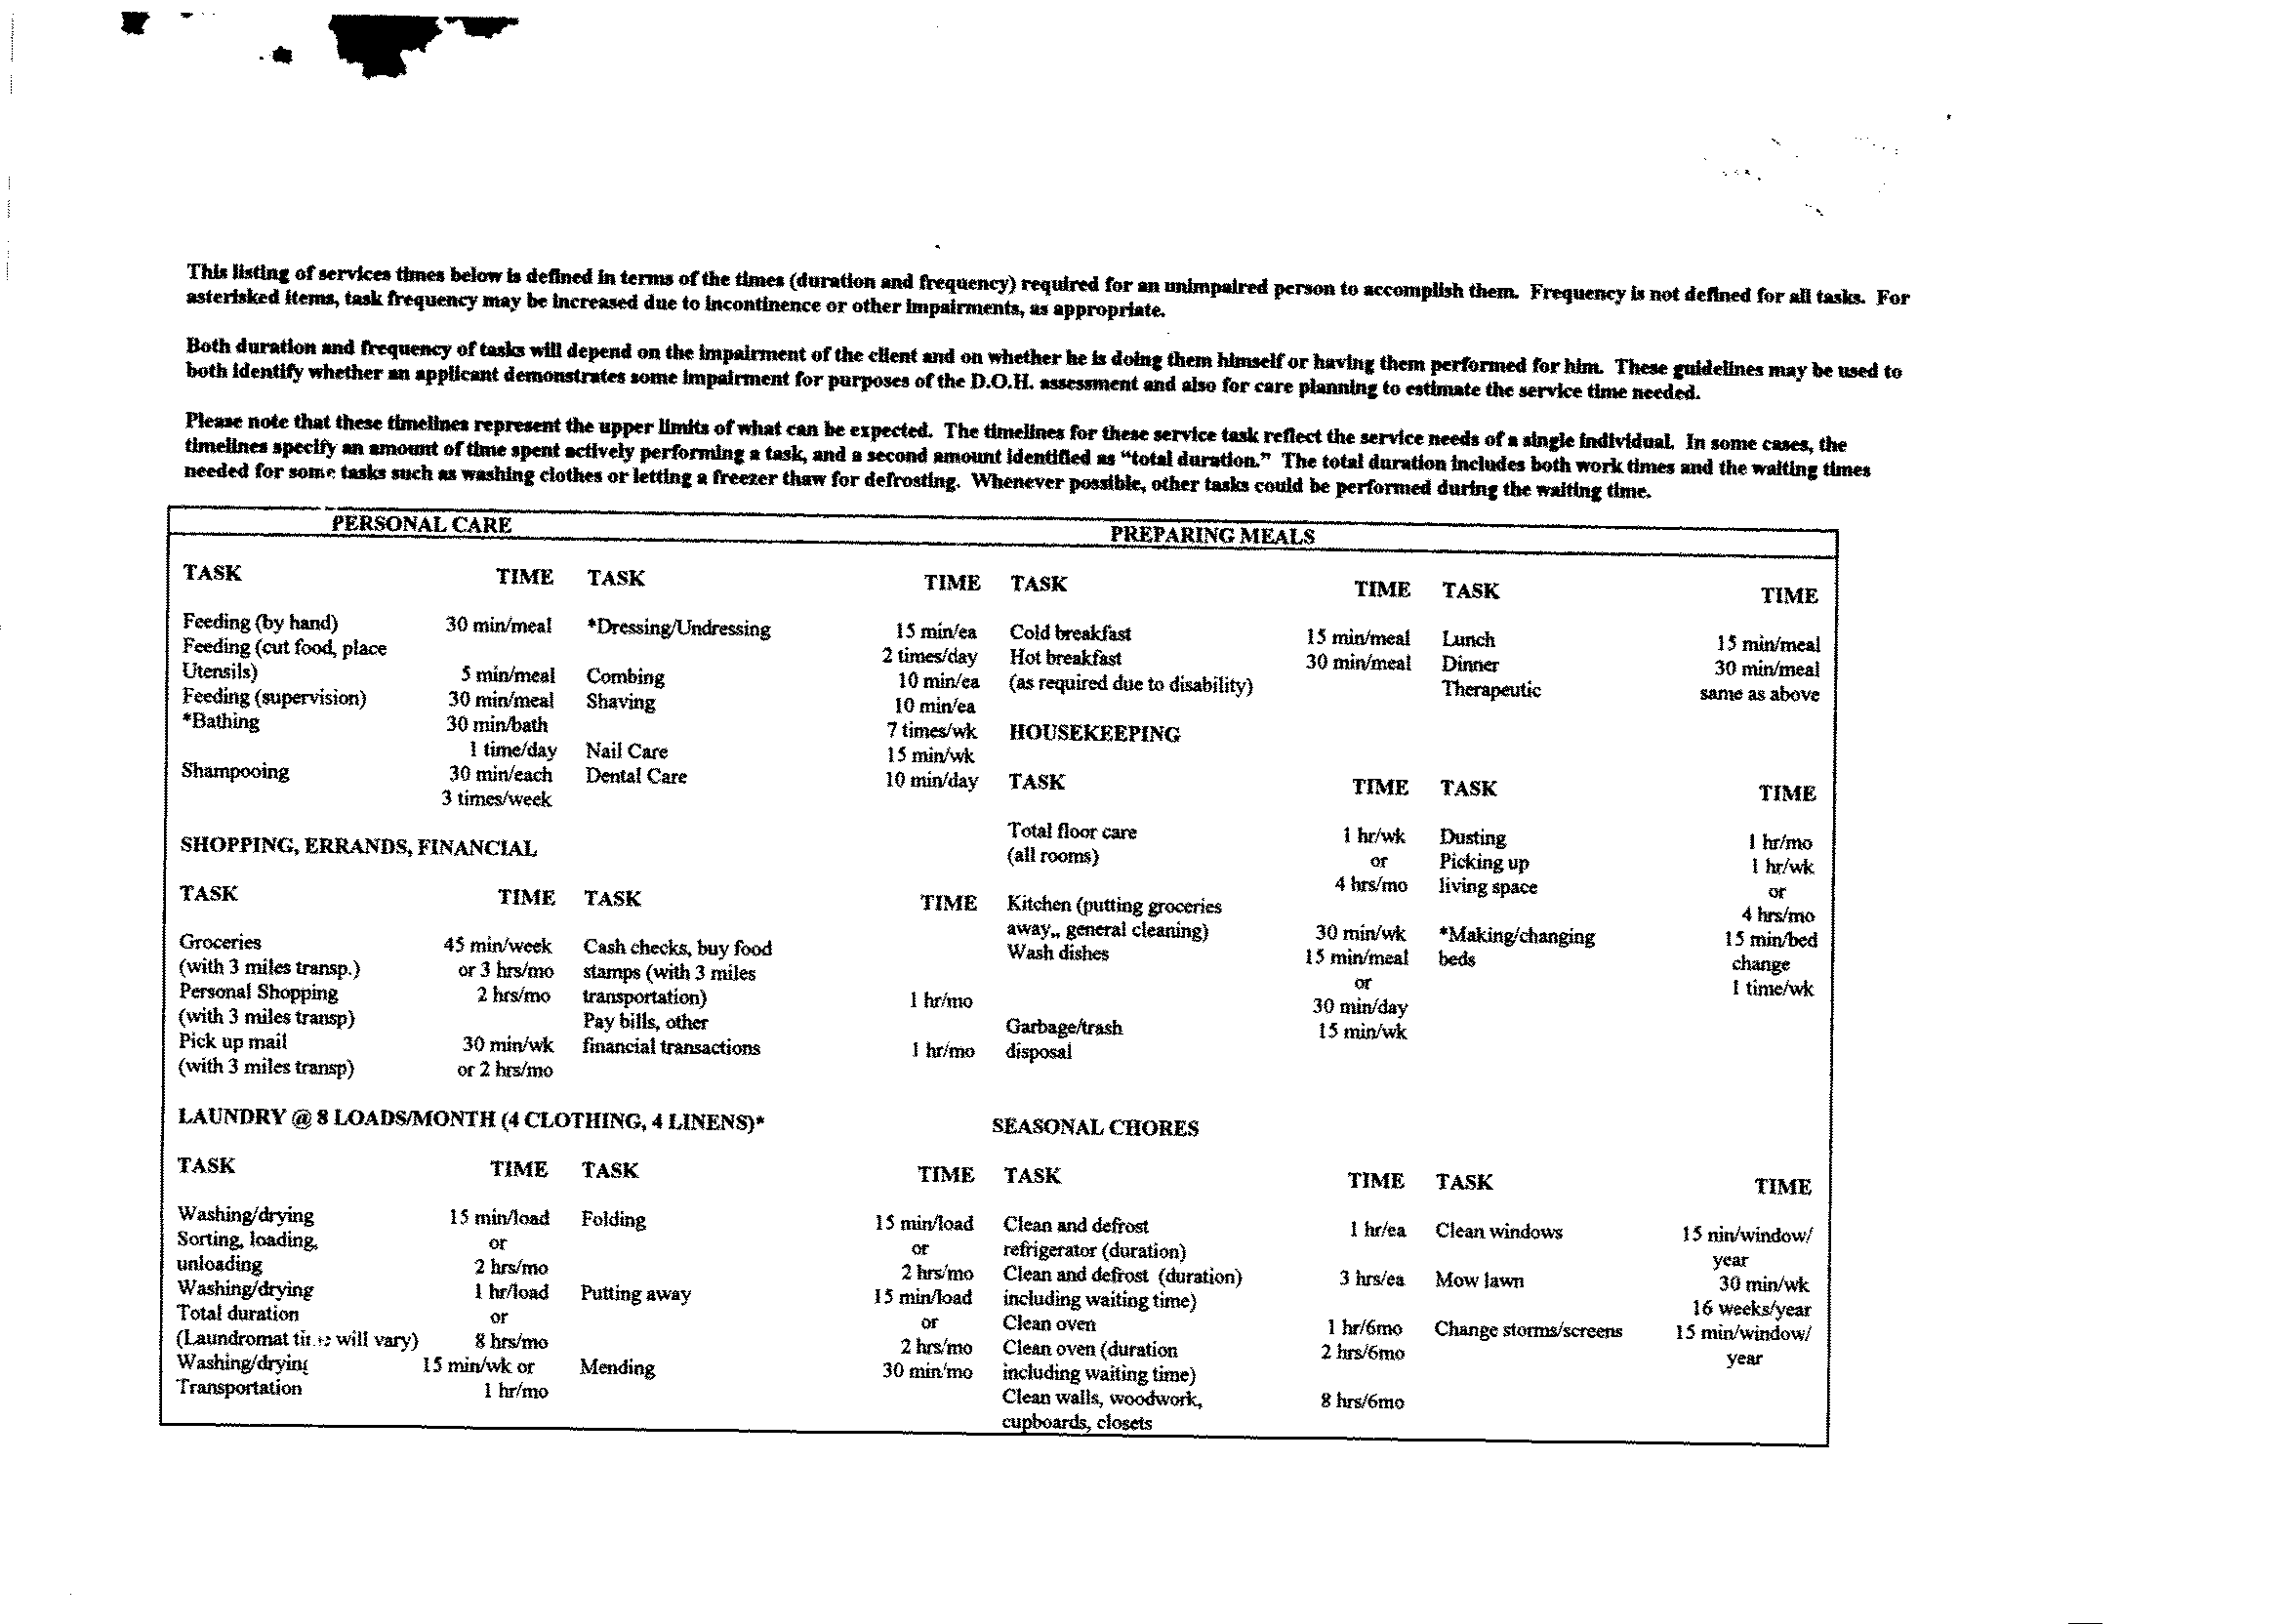 This listing of services times below is defined in terms of the times (duration and frequency) required for an unimpaired person to accomplish them. Frequency is not defined for all tasks. For
asterisked items, task frequency may be increased due to incontinence or other impairments, as appropriate.
Both duration and frequency of tasks will depend on the impairment of the client and on whether he is doing them himself or having them performed for him. These guidelines may be used to
both identify whether an applicant demonstrates some impairment for purposes of the D.O.H. assessment and also for care planning to estimate the service time needed.
Please note that these timelines represent the upper limits of what can be expected. The timelines for these service task reflect the service needs of a single individual. In some cases, the
timelines specify an amount of time spent actively performing a task, and a second amount identified as “total duration.” The total duration includes both work times and the waiting times
needed for some tasks such as washing clothes or letting a freezer thaw for defrosting. Whenever possible, other tasks could be performed during the waiting time.
PERSONAL CARE
TASK TIME TASK TIME
Feeding (by hand) 30 min/meal *Dressing/Undressing 15 min/ea
Feeding (cut food, place 2 times/day
Utensils) 5 min/meal Combing 10 min/ea
Feeding (supervision) 30 min/meal Shaving 10 min/ea
*Bathing 30 min/bath 7 times/wk
1 time/day Nail Care 15 min/wk
Shampooing 30 min/each Dental Care 10 min/day
3 times/week
SHOPPING, ERRANDS, FINANCIAL
TASK TIME TASK TIME
Groceries 45 min/week Cash checks, buy food
(with 3 miles transp.) or 3 hrs/mo stamps (with 3 miles
Personal Shopping 2 hrs/mo transportation) 1 hr/mo
(with 3 miles transp) Pay bills, other
Pick up mail 30 min/wk financial transactions 1 hr/mo
(with 3 miles transp) or 2 hrs/mo
LAUNDRY @ 8 LOADS/MONTH (4 CLOTHING, 4 LINENS)*
TASK TIME TASK TIME
Washing/drying 15 min/load Folding 15 min/load
Sorting, loading, or or
unloading 2 hrs/mo 2 hrs/mo
Washing/drying 1 hr/load Putting away 15 min/load
Total duration or or
(Laundromat will vary) 8 hrs/mo 2 hrs/mo
Washing/drying 15 min/wk or Mending 30 min/mo
Transportation 1 hr/mo
PREPARING MEALS
TASK TIME TASK TIME
Cold breakfast 15 min/meal Lunch 15 min/meal
Hot breakfast 30 min/meal Dinner 30 min/meal
(as required due to disability) Therapeutic same as above
HOUSEKEEPING
TASK TIME TASK TIME
Total floor care 1 hr/wk Dusting 1 hr/mo
(all rooms) or Picking up 1 hr/wk
4 hrs/mo living space or
Kitchen (putting groceries 4 hrs/mo
away,, general cleaning) 30 min/wk *Making/changing 15 min/bed
Wash dishes 15 min/meal beds change
or 1 time/wk
30 min/day
Garbage/trash 15 min/wk
disposal
SEASONAL CHORES
TASK TIME TASK TIME
Clean and defrost 1 hr/ea Clean windows 15 nin/window/
refrigerator (duration) year
Clean and defrost (duration) 3 hrs/ea Mow lawn 30 min/wk
including waiting time) 16 weeks/year
Clean oven 1 hr/6mo Change storms/screens 15 min/window/
Clean oven (duration 2 hrs/6mo year
including waiting time)
Clean walls, woodwork, 8 hrs/6mo
cupboards, closets